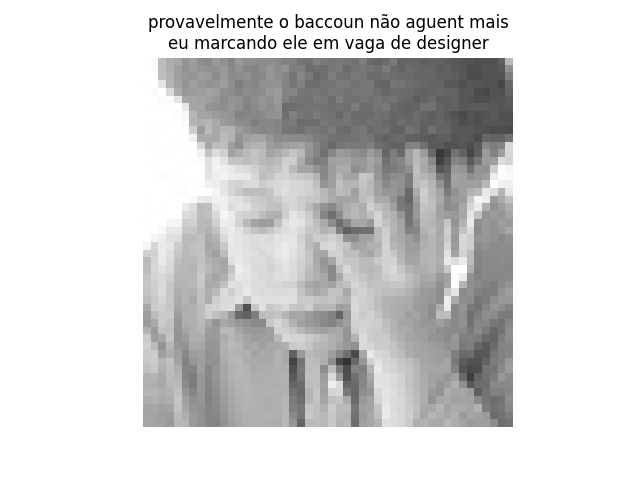 provavelmente o baccoun não aguent mais
eu marcando ele em vaga de designer